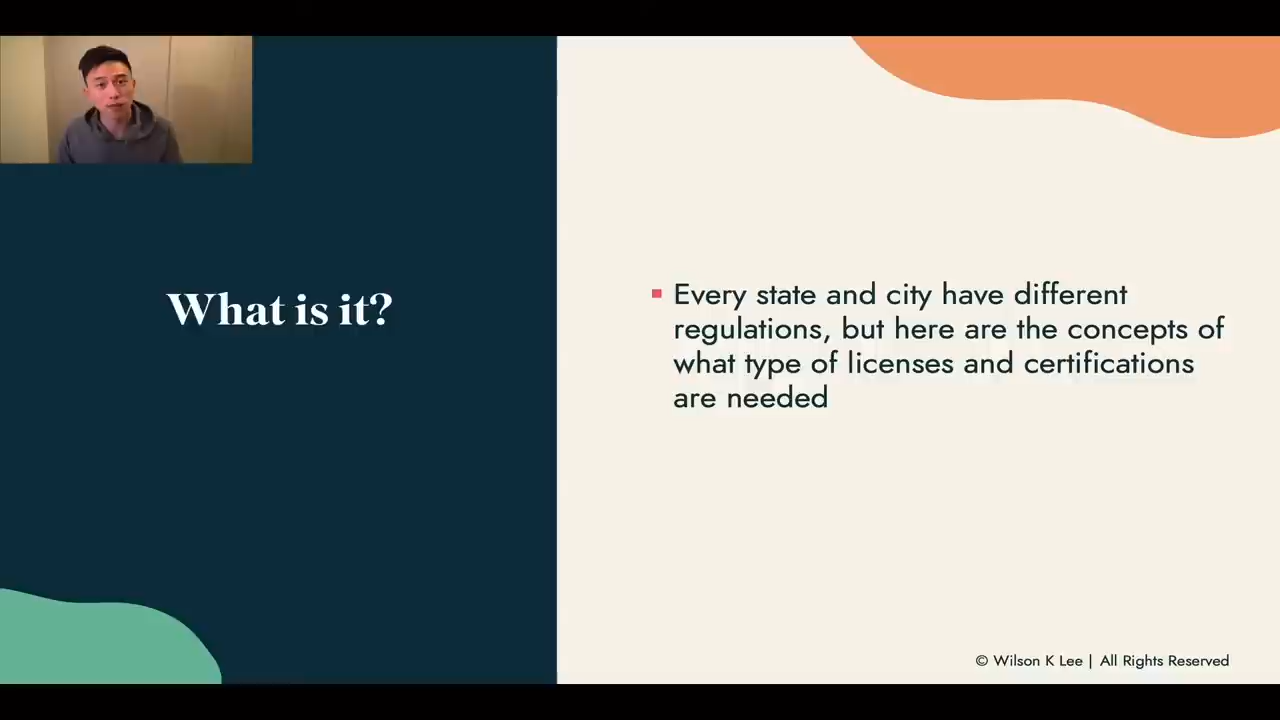 What is it?
Every state and city have different
regulations, but here are the concepts of
what type of licenses and certifications
are needed
© Wilson K Lee | All Rights Reserved